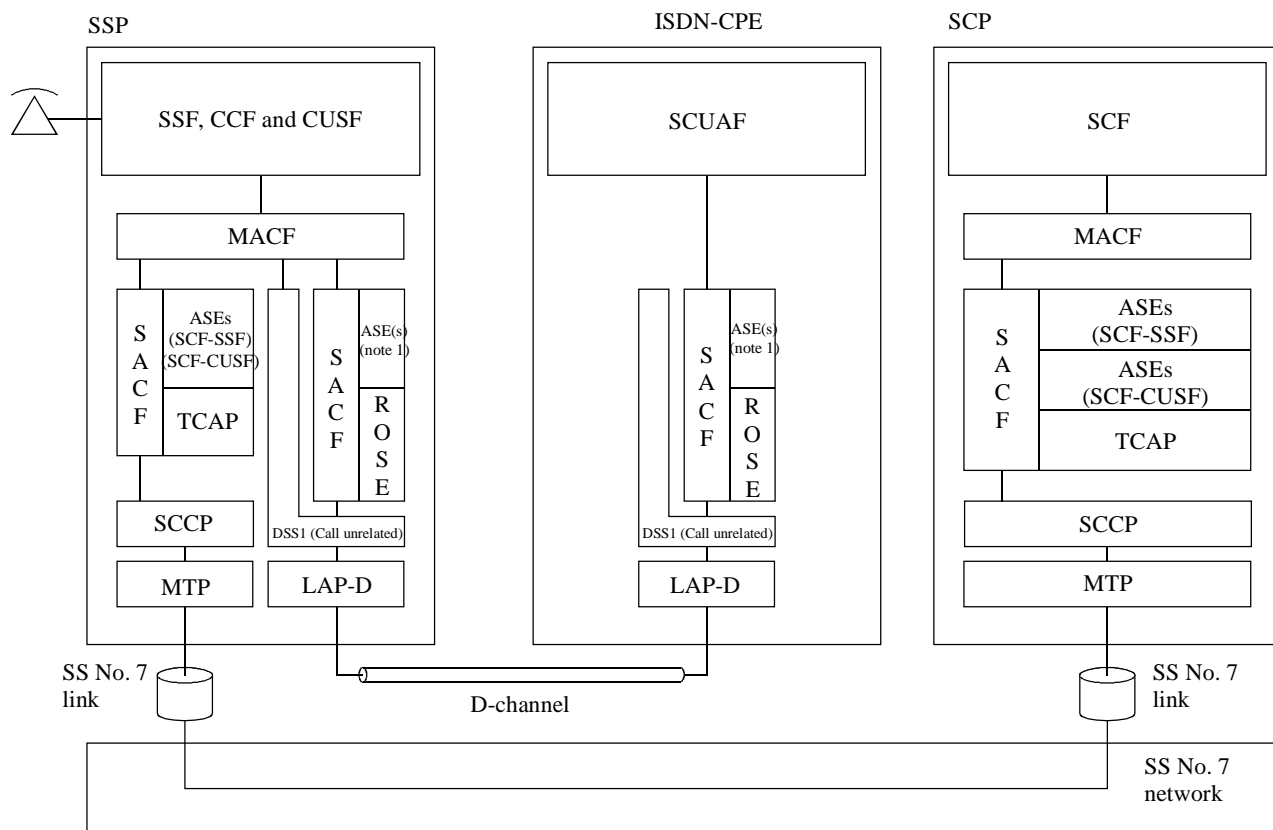 SSP
ISDN-CPE
SCP
SSF, CCF and CUSF
SCUAF
SCF
MACF
MACF
SACF
ASEs
(SCF-SSF)
(SCF-CUSF)
TCAP
SACF
ASE(s)
(note 1)
ROSE
SACF
ASE(s)
(note 1)
ROSE
SACF
ASEs
(SCF-SSF)
ASEs
(SCF-CUSF)
TCAP
SCCP
DSS1 (Call unrelated)
DSS1 (Call unrelated)
SCCP
MTP
LAP-D
LAP-D
MTP
SS No. 7
link
D-channel
SS No. 7
link
SS No. 7
network